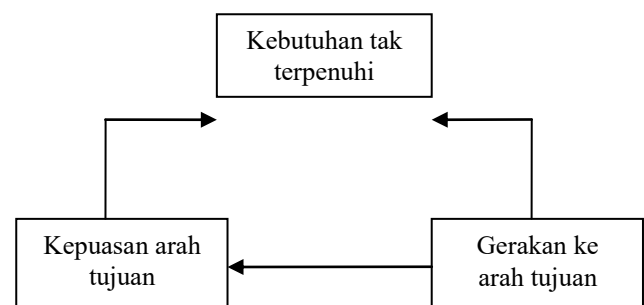 Kebutuhan tak
terpenuhi
Kepuasan arah
tujuan
Gerakan ke
arah tujuan